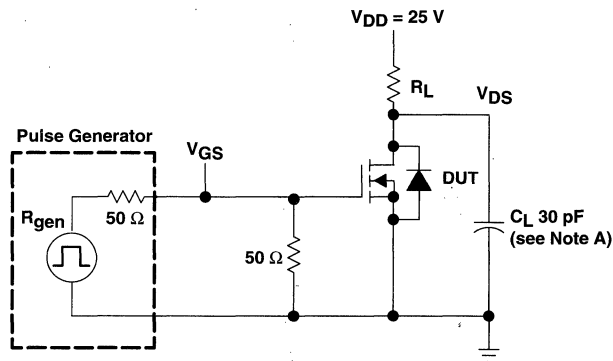 VDD = 25 V
RL
VDS
Pulse Generator
VGS
DUT
Rgen
50 Ω
50 Ω
CL 30 pF
(see Note A)